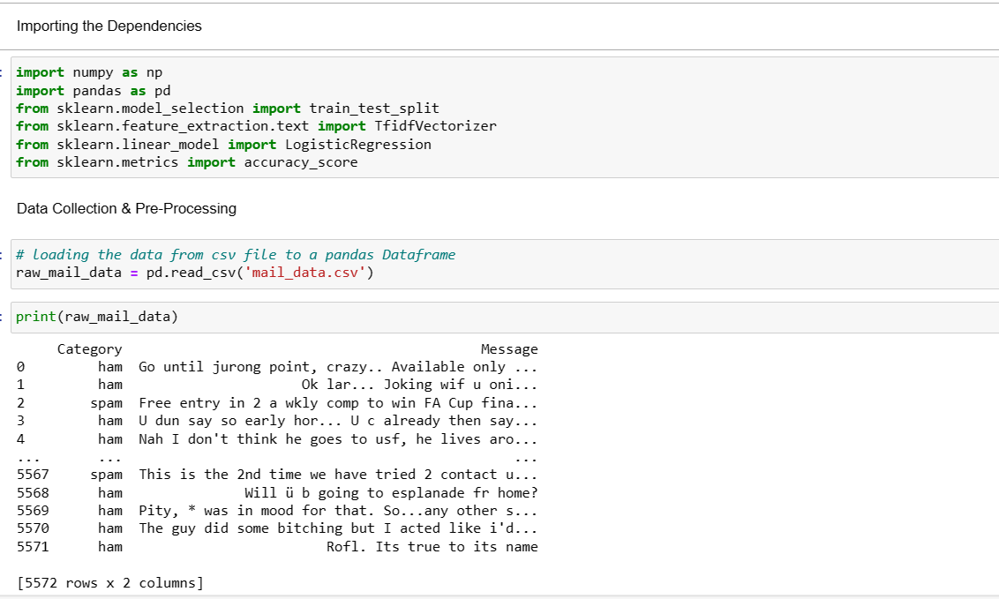 Importing the Dependencies
import numpy as np
import pandas as pd
from sklearn.model_selection import train_test_split
from sklearn.feature_extraction.text import TfidfVectorizer
from sklearn.linear_model import LogisticRegression
from sklearn.metrics import accuracy_score
Data Collection & Pre-Processing
# loading the data from csv file to a pandas Dataframe
raw_mail_data = pd.read_csv('mail_data.csv')
print(raw_mail_data)
Category Message
0 ham Go until jurong point, crazy.. Available only ...
1 ham Ok lar... Joking wif u oni...
2 spam Free entry in 2 a wkly comp to win FA Cup fina...
3 ham U dun say so early hor... U c already then say...
4 ham Nah I don't think he goes to usf, he lives aro...
... ... ...
5567 spam This is the 2nd time we have tried 2 contact u...
5568 ham Will ü b going to esplanade fr home?
5569 ham Pity, * was in mood for that. So...any other s...
5570 ham The guy did some bitching but I acted like i'd...
5571 ham Rofl. Its true to its name
[5572 rows x 2 columns]